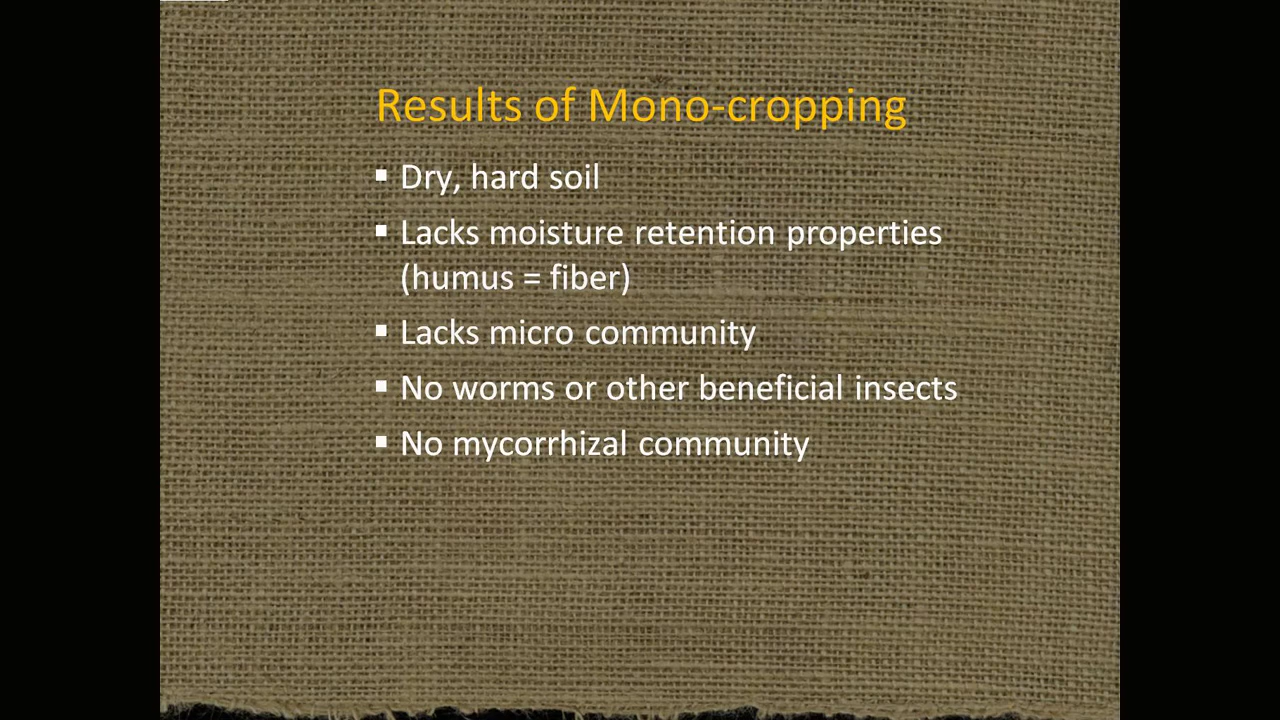 Results of Mono-cropping
▪ Dry, hard soil
▪ Lacks moisture retention properties
(humus = fiber)
▪ Lacks micro community
▪ No worms or other beneficial insects
▪ No mycorrhizal community